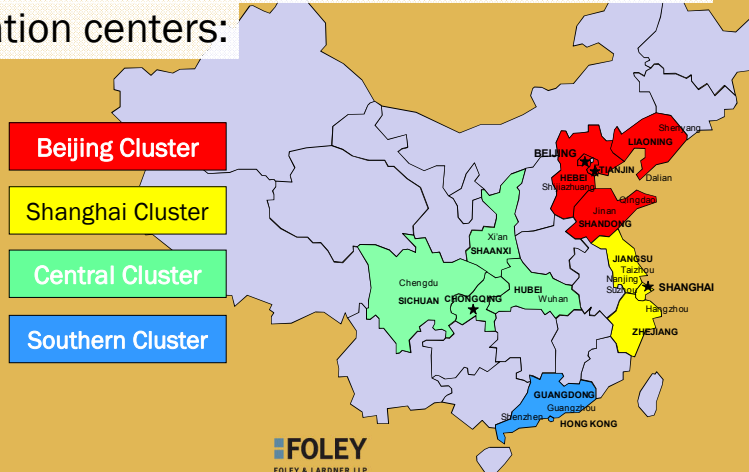 ation centers:
Beijing Cluster
Shanghai Cluster
Central Cluster
Southern Cluster
Shenyang
LIAONING
BEIJING
TIANJIN
HEBEI
Shijiazhuang
Dalian
Qingdao
Jinan
SHANDONG
Xi'an
SHAANXI
JIANGSU
Taizhou
Nanjing
Suzhou
SHANGHAI
Chengdu
SICHUAN
CHONGQING
HUBEI
Wuhan
Hangzhou
ZHEJIANG
GUANGDONG
Guangzhou
Shenzhen
HONG KONG
FOLEY
FOLEY & LARDNER LLP